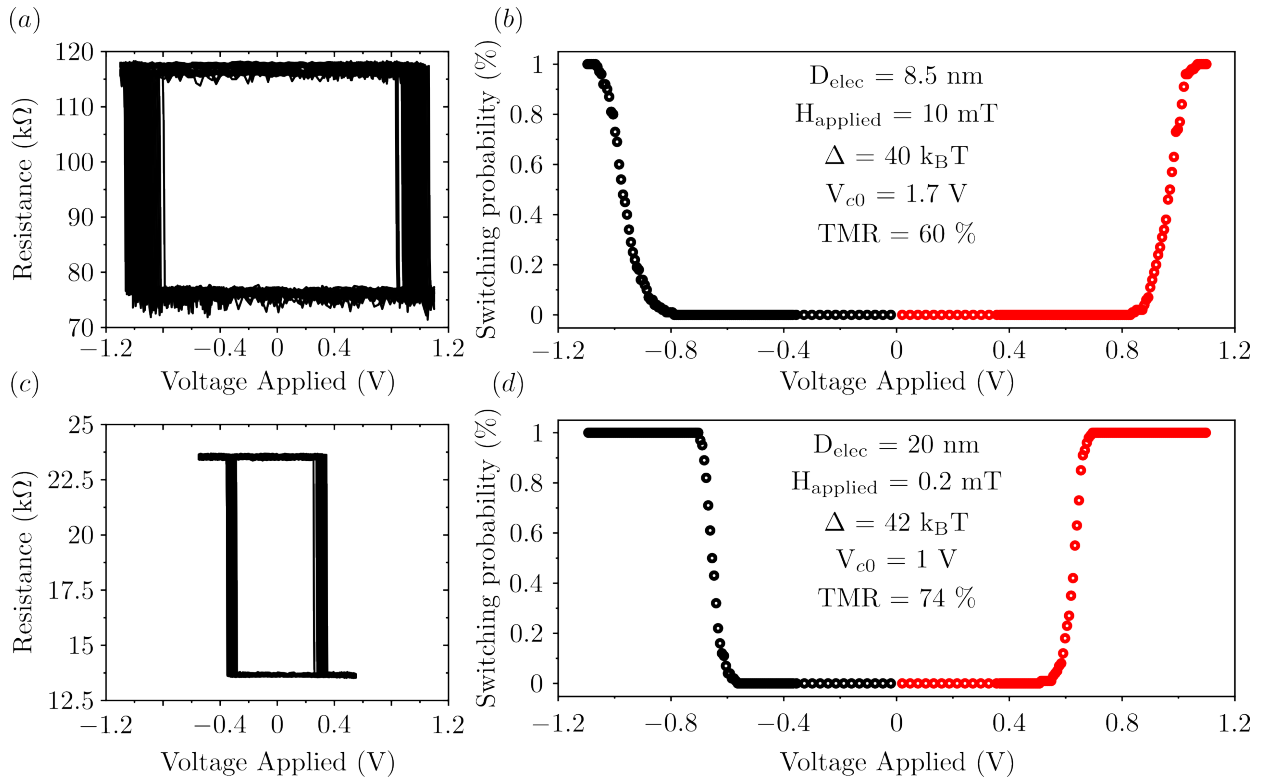 (a)
120
110
100
90
80
70
Resistance (kΩ)
−1.2
−0.4
0
0.4
1.2
Voltage Applied (V)
(b)
1
0.8
0.6
0.4
0.2
0
Switching probability (%)
D_elec = 8.5 nm
H_applied = 10 mT
Δ = 40 k_BT
V_c0 = 1.7 V
TMR = 60 %
−1.2
−0.8
−0.4
0
0.4
0.8
1.2
Voltage Applied (V)
(c)
25
22.5
20
17.5
15
12.5
Resistance (kΩ)
−1.2
−0.4
0
0.4
1.2
Voltage Applied (V)
(d)
1
0.8
0.6
0.4
0.2
0
Switching probability (%)
D_elec = 20 nm
H_applied = 0.2 mT
Δ = 42 k_BT
V_c0 = 1 V
TMR = 74 %
−1.2
−0.8
−0.4
0
0.4
0.8
1.2
Voltage Applied (V)